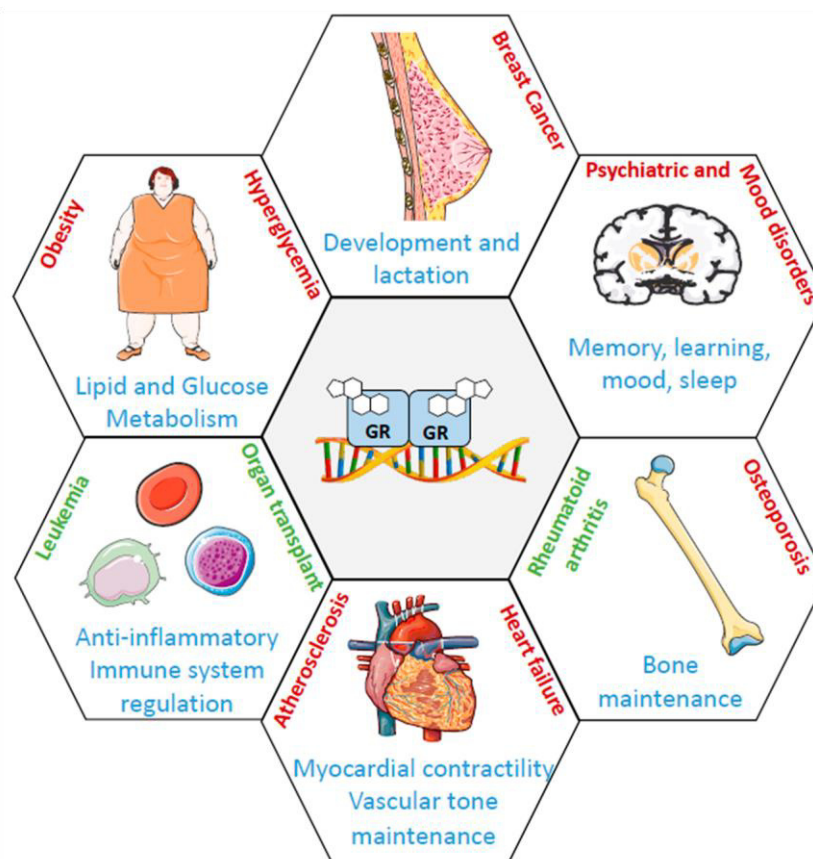 Breast Cancer
Development and
lactation
Obesity
Hyperglycemia
Lipid and Glucose
Metabolism
Psychiatric and
Mood disorders
Memory, learning,
mood, sleep
GR
GR
Leukemia
Organ transplant
Anti-inflammatory
Immune system
regulation
Rheumatoid
arthritis
Osteoporosis
Bone
maintenance
Atherosclerosis
Heart failure
Myocardial contractility
Vascular tone
maintenance